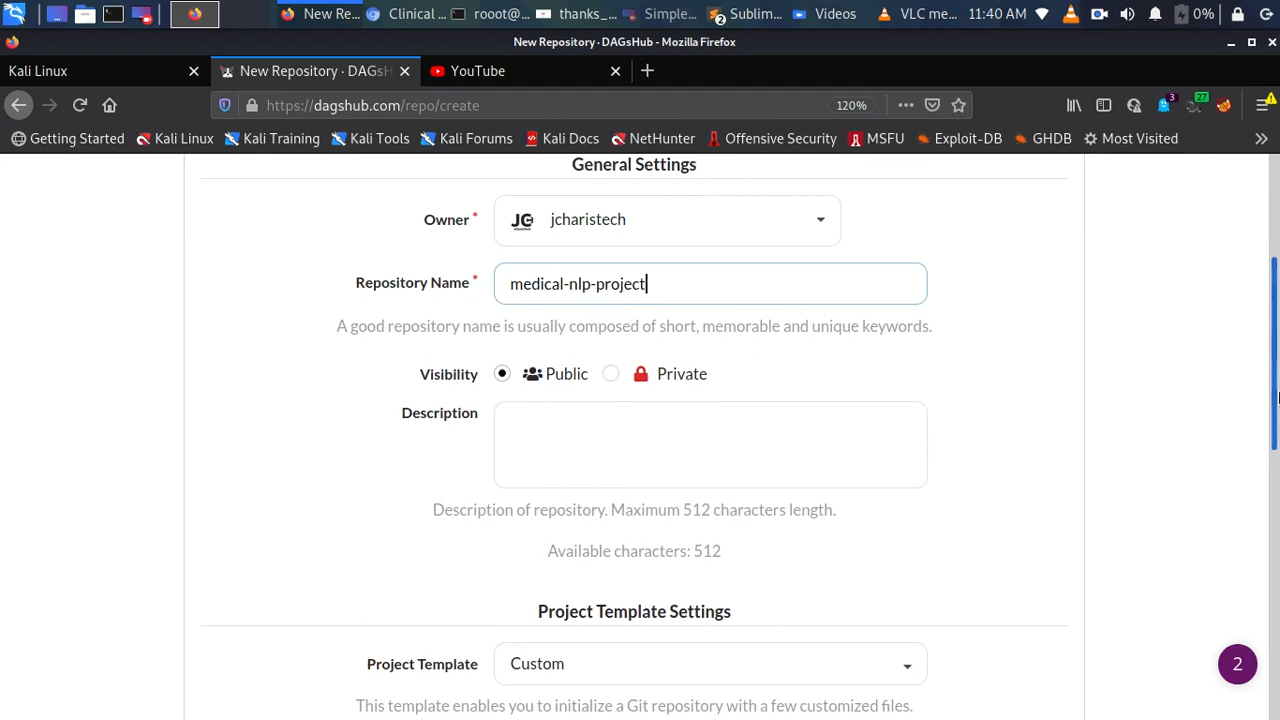 New Re...
Clinical ...
rooot@...
thanks_...
Simple...
2
Sublim...
Videos
VLC me...
11:40 AM
0%
New Repository · DAGsHub - Mozilla Firefox
Kali Linux
New Repository · DAGsH
YouTube
https://dagshub.com/repo/create
120%
3
27
Getting Started
Kali Linux
Kali Training
Kali Tools
Kali Forums
Kali Docs
NetHunter
Offensive Security
MSFU
Exploit-DB
GHDB
Most Visited
General Settings
Owner *
JC
jcharistech
Repository Name *
medical-nlp-project
A good repository name is usually composed of short, memorable and unique keywords.
Visibility
Public
Private
Description
Description of repository. Maximum 512 characters length.
Available characters: 512
Project Template Settings
Project Template
Custom
2
This template enables you to initialize a Git repository with a few customized files.